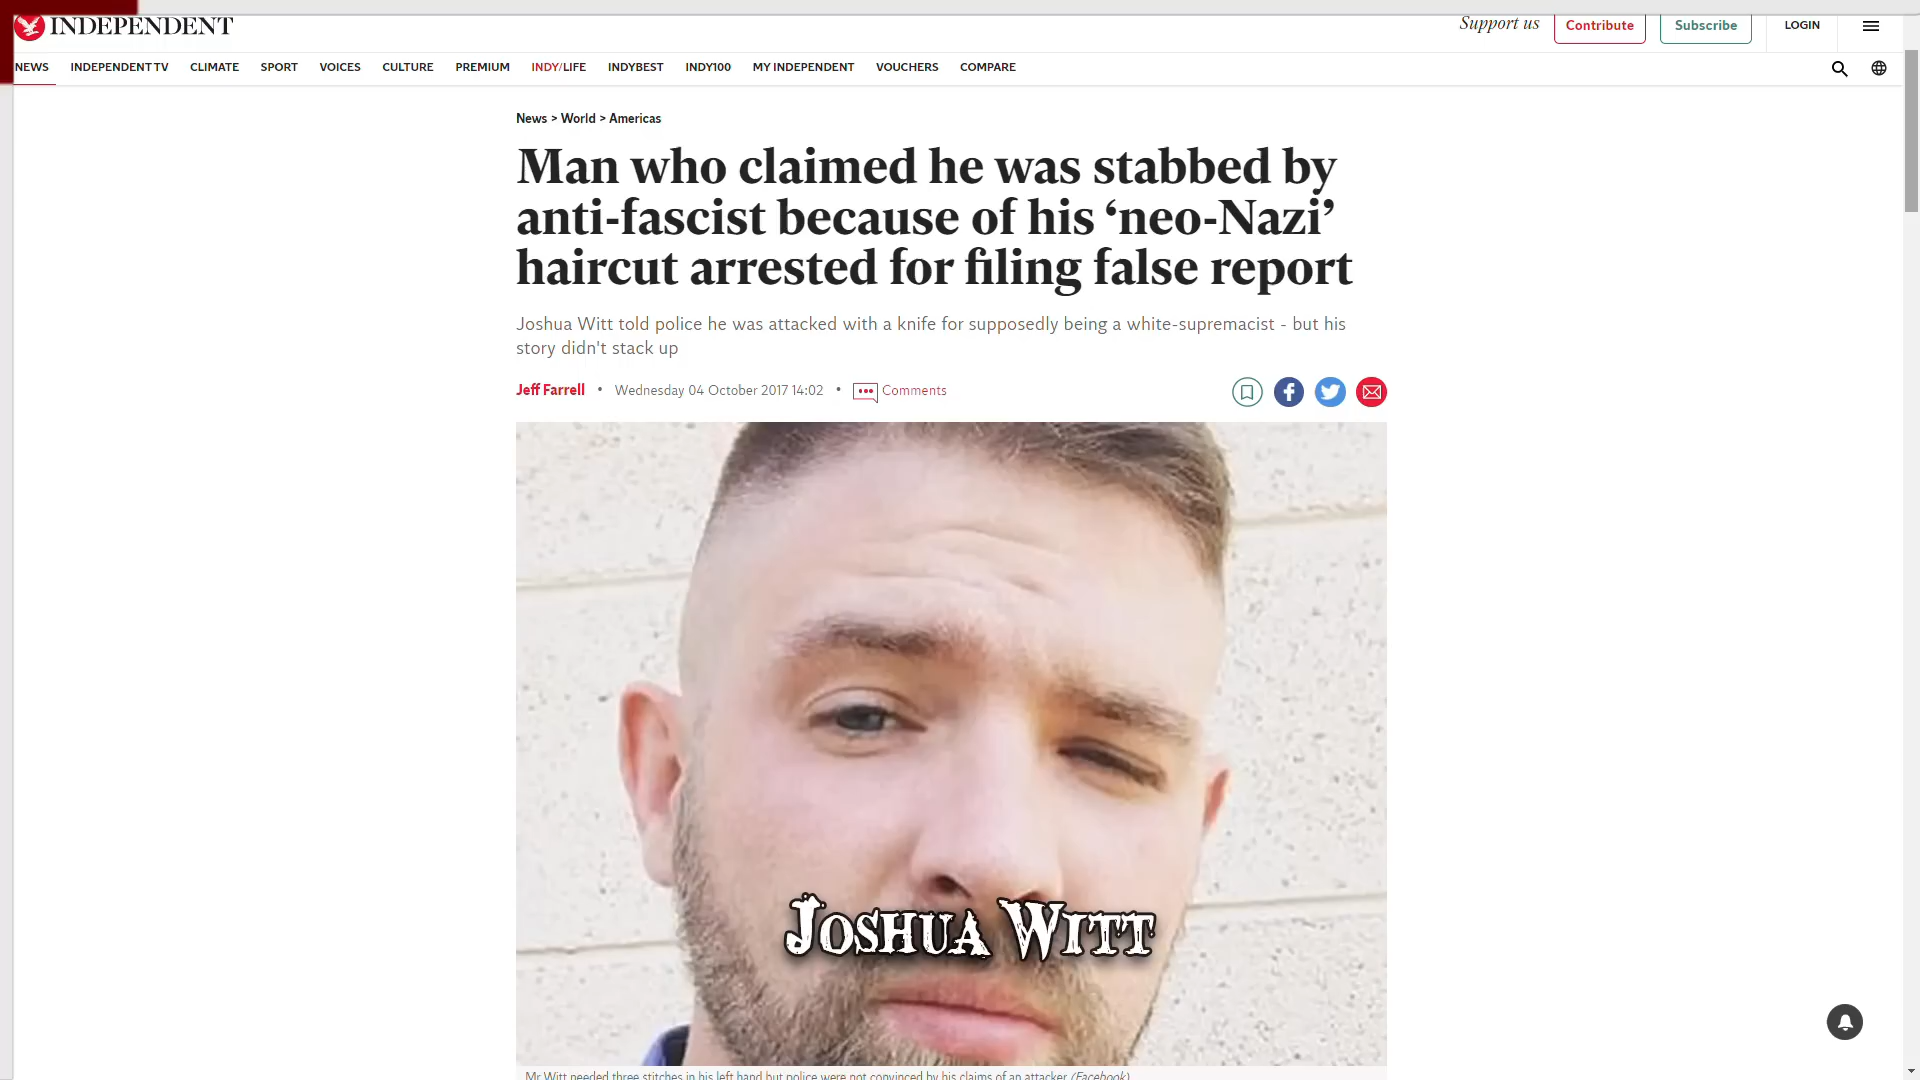 INDEPENDENT
Support us
Contribute
Subscribe
LOGIN
NEWS INDEPENDENT TV CLIMATE SPORT VOICES CULTURE PREMIUM INDY/LIFE INDYBEST INDY100 MY INDEPENDENT VOUCHERS COMPARE
News > World > Americas
Man who claimed he was stabbed by
anti-fascist because of his ‘neo-Nazi’
haircut arrested for filing false report
Joshua Witt told police he was attacked with a knife for supposedly being a white-supremacist - but his
story didn't stack up
Jeff Farrell • Wednesday 04 October 2017 14:02 • Comments
JOSHUA WITT
Mr Witt needed three stitches in his left hand but police were not convinced by his claims of an attacker (Facebook)